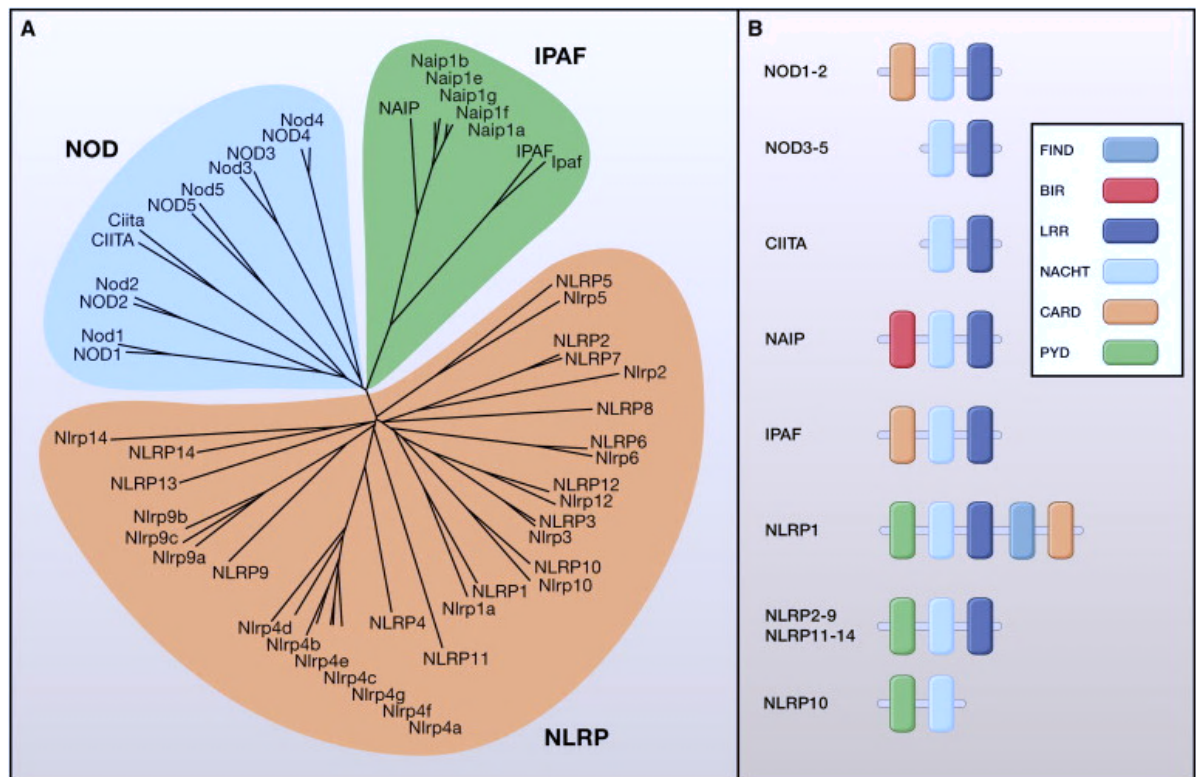 A
IPAF
NOD
Naip1b
Naip1e
Naip1g
NAIP
Naip1f
Naip1a
IPAF
Ipaf
Nod4
NOD4
NOD3
Nod3
Nod5
NOD5
Ciita
CIITA
Nod2
NOD2
Nod1
NOD1
NLRP5
Nlrp5
NLRP2
NLRP7
Nlrp2
NLRP8
NLRP6
Nlrp6
NLRP12
Nlrp12
NLRP3
Nlrp3
NLRP10
Nlrp10
NLRP1
Nlrp1a
NLRP11
NLRP4
Nlrp14
NLRP14
NLRP13
Nlrp9b
Nlrp9c
Nlrp9a
NLRP9
Nlrp4d
Nlrp4b
Nlrp4e
Nlrp4c
Nlrp4g
Nlrp4f
Nlrp4a
NLRP
B
NOD1-2
NOD3-5
CIITA
NAIP
IPAF
NLRP1
NLRP2-9
NLRP11-14
NLRP10
FIND
BIR
LRR
NACHT
CARD
PYD